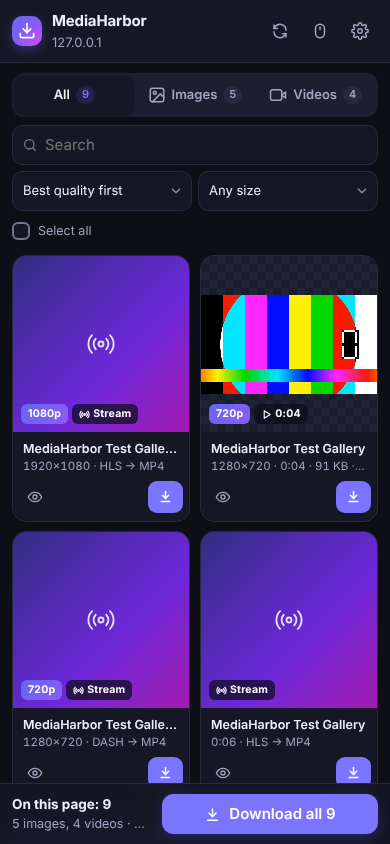 MediaHarbor
127.0.0.1
All 9
Images 5
Videos 4
Search
Best quality first
Any size
Select all
1080p Stream
MediaHarbor Test Galle...
1920×1080 · HLS → MP4
720p 0:04
MediaHarbor Test Gallery
1280×720 · 0:04 · 91 KB ·...
720p Stream
MediaHarbor Test Galle...
1280×720 · DASH → MP4
Stream
MediaHarbor Test Gallery
0:06 · HLS → MP4
On this page: 9
5 images, 4 videos · ...
Download all 9